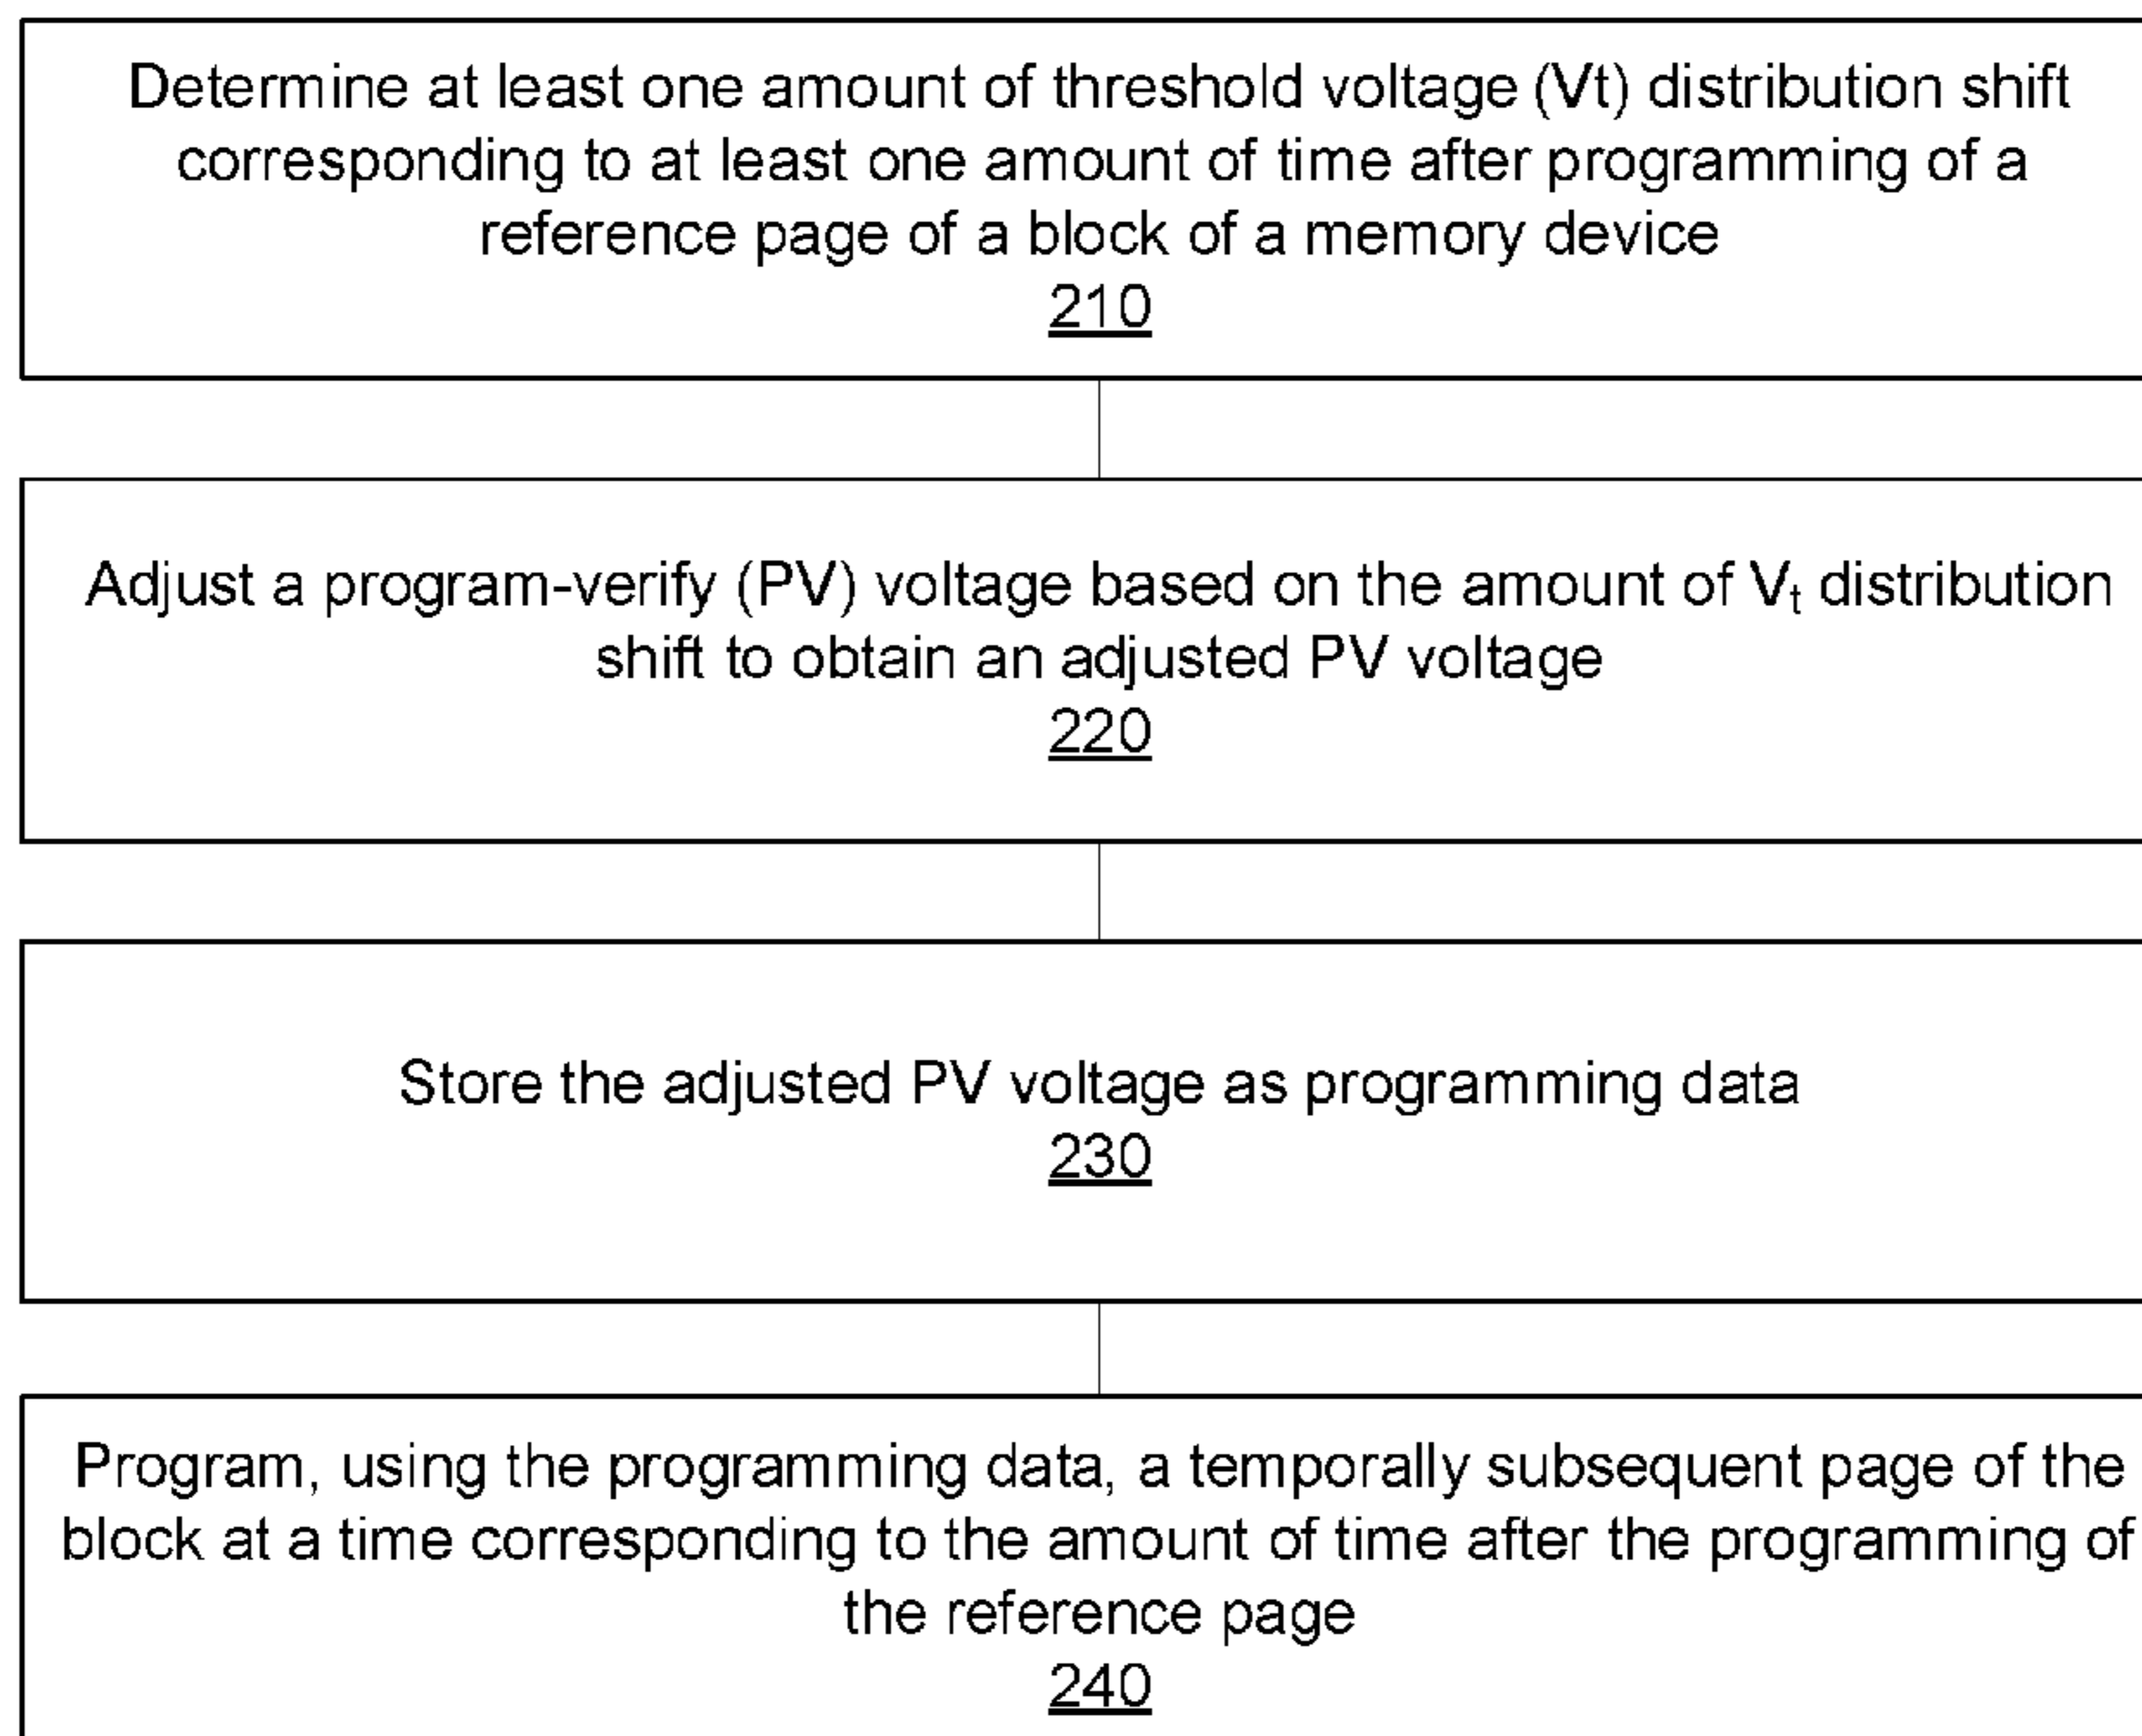 Determine at least one amount of threshold voltage (Vt) distribution shift
corresponding to at least one amount of time after programming of a
reference page of a block of a memory device
210
Adjust a program-verify (PV) voltage based on the amount of Vₜ distribution
shift to obtain an adjusted PV voltage
220
Store the adjusted PV voltage as programming data
230
Program, using the programming data, a temporally subsequent page of the
block at a time corresponding to the amount of time after the programming of
the reference page
240